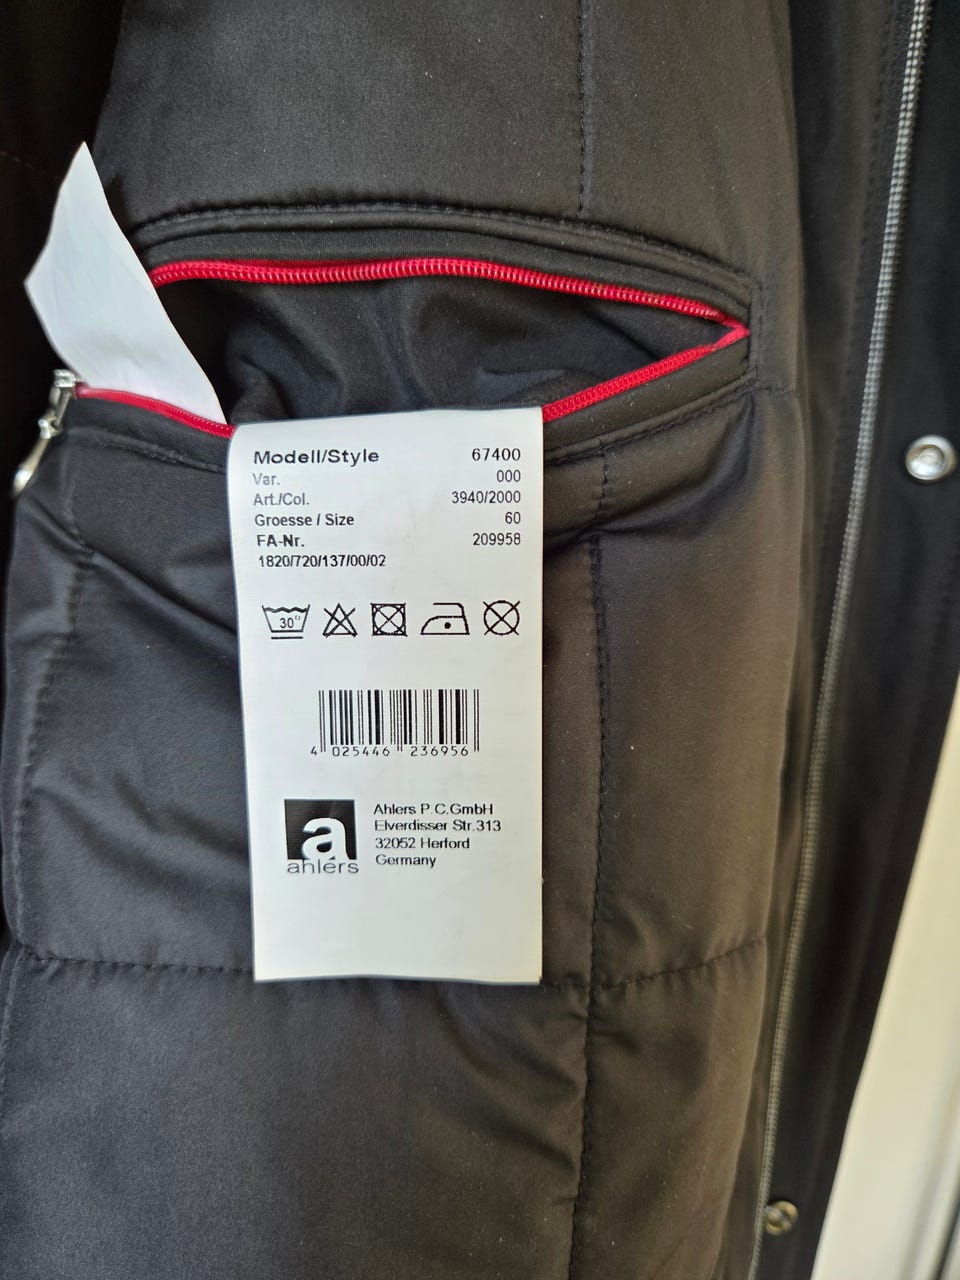 Modell/Style 67400
Var. 000
Art./Col. 3940/2000
Groesse / Size 60
FA-Nr. 209958
1820/720/137/00/02
30°
4 025446 236956
a
ahlers
Ahlers P.C.GmbH
Elverdisser Str.313
32052 Herford
Germany